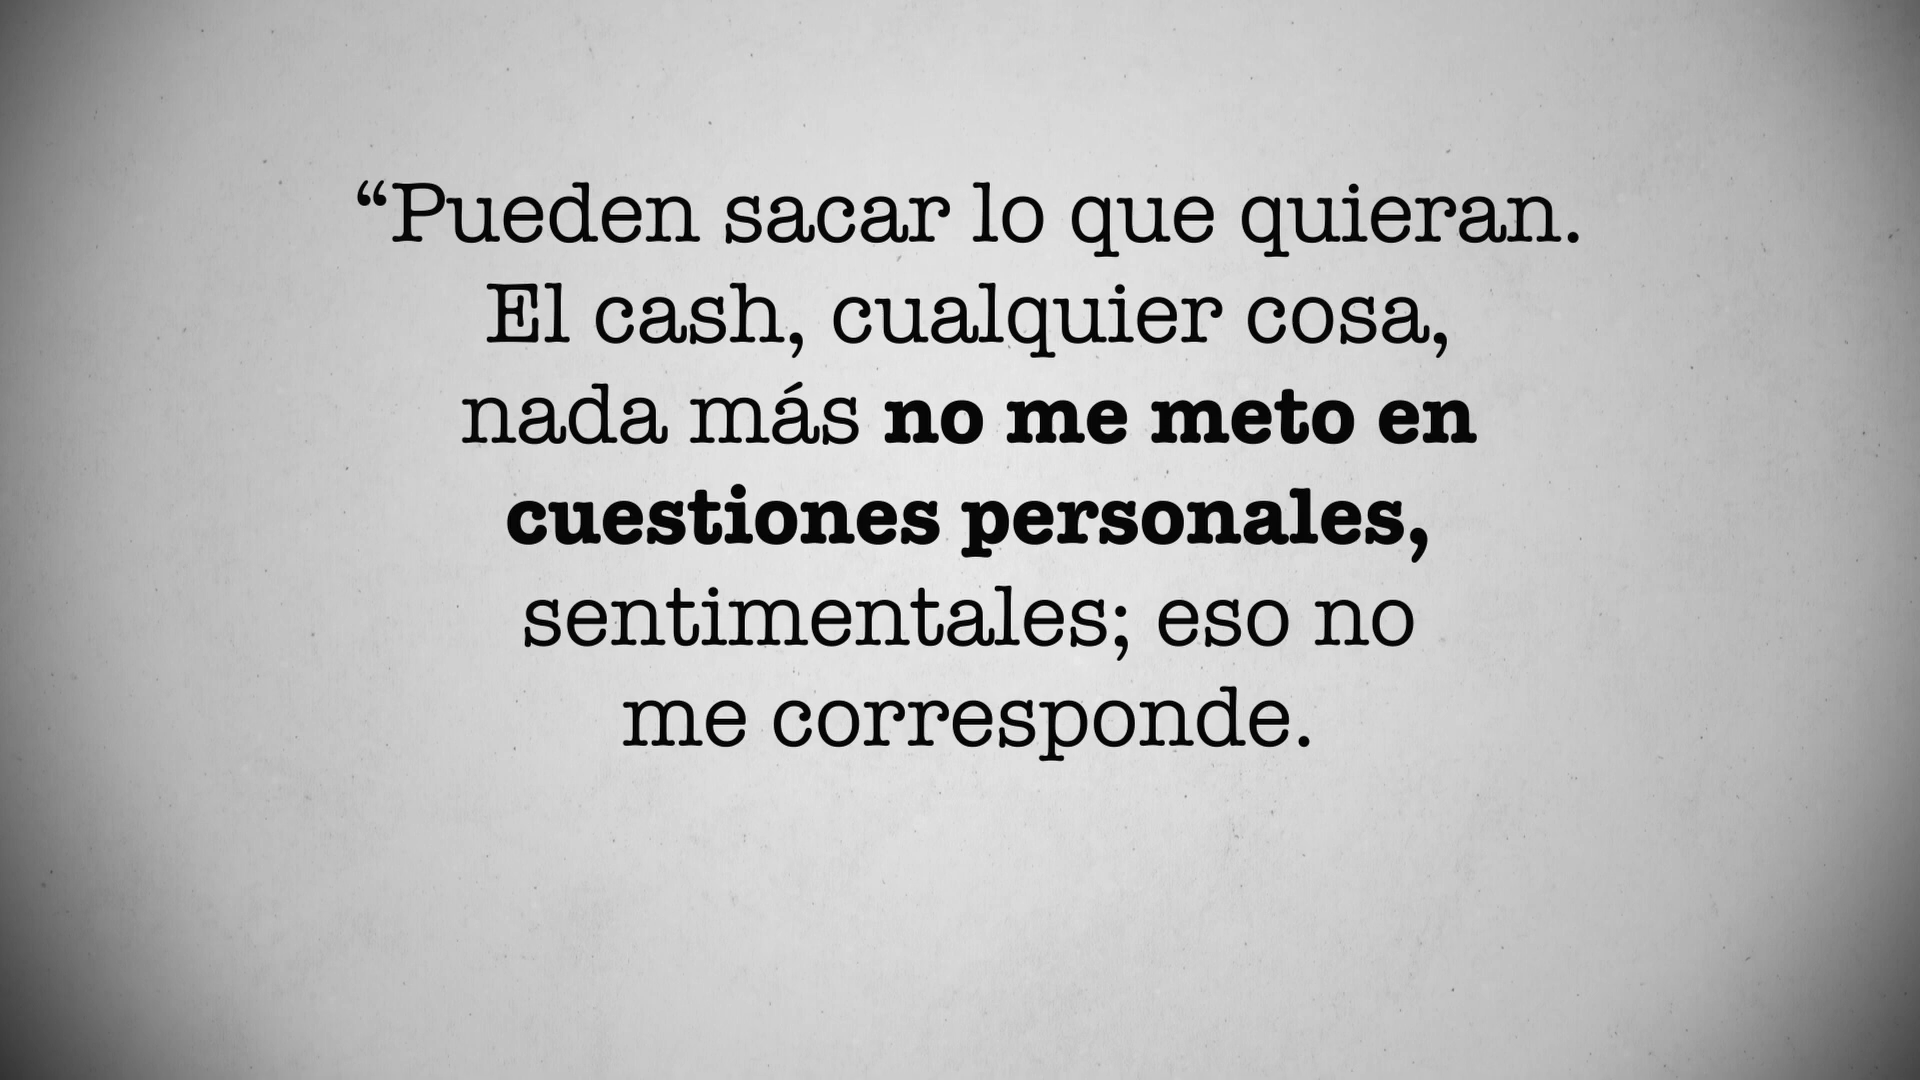 “Pueden sacar lo que quieran.
El cash, cualquier cosa,
nada más no me meto en
cuestiones personales,
sentimentales; eso no
me corresponde.